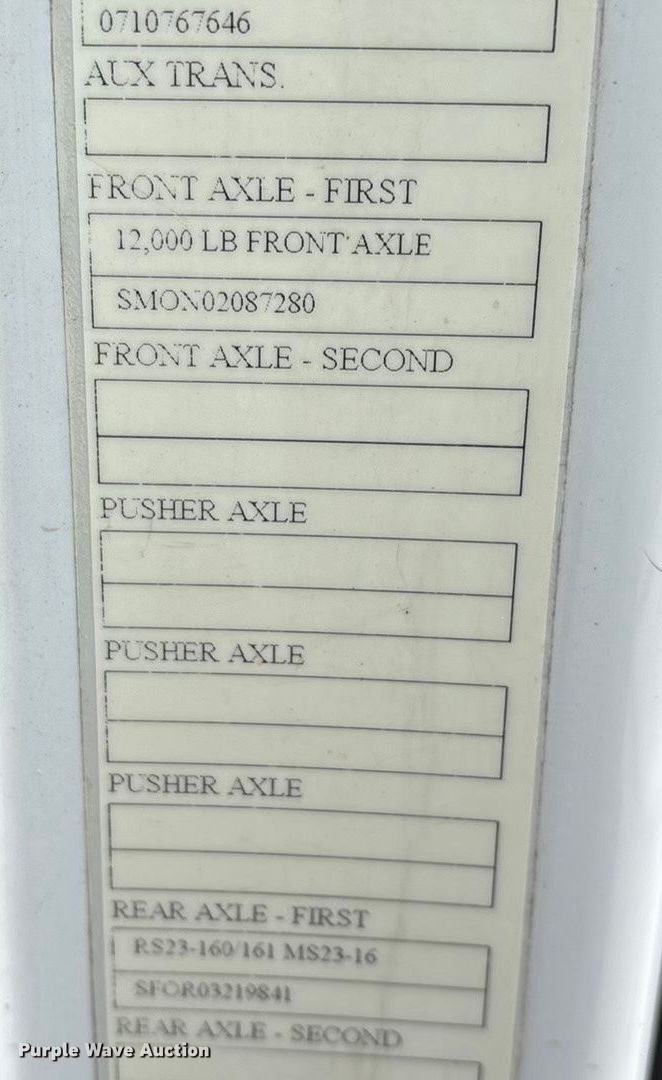 0710767646
AUX TRANS.
FRONT AXLE - FIRST
12,000 LB FRONT AXLE
SMON02087280
FRONT AXLE - SECOND
PUSHER AXLE
PUSHER AXLE
PUSHER AXLE
REAR AXLE - FIRST
RS23-160/161 MS23-16
SFOR03219841
REAR AXLE - SECOND
Purple Wave Auction